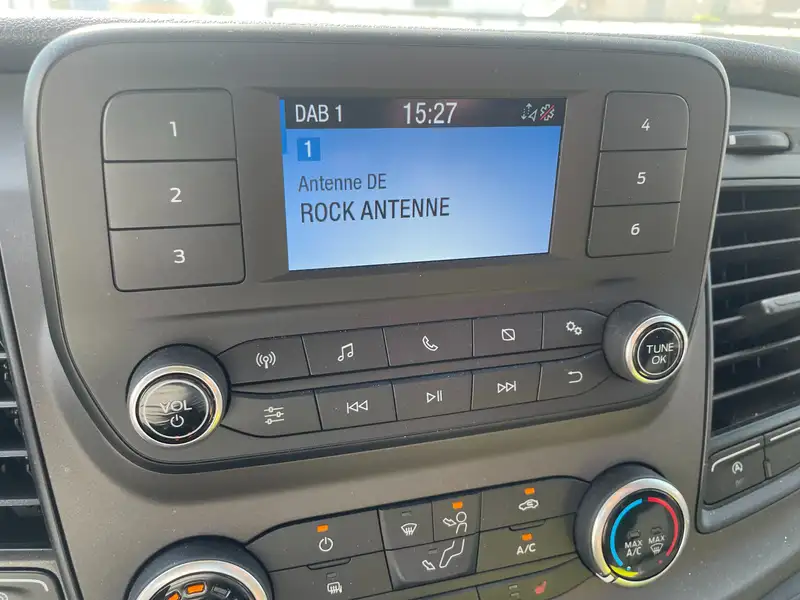 DAB 1 15:27
1
Antenne DE
ROCK ANTENNE
1
2
3
4
5
6
VOL
TUNE
OK
A/C
MAX
A/C
MAX
A